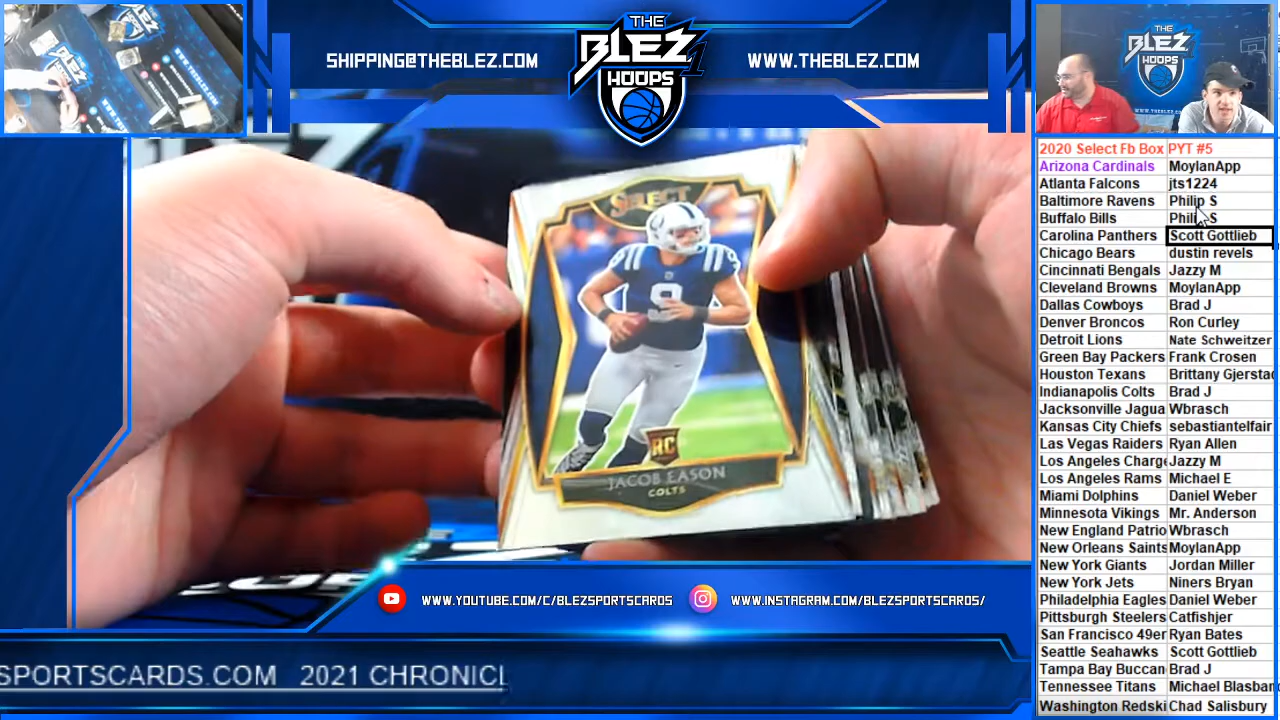 THE
BLEZ
HOOPS
SHIPPING@THEBLEZ.COM
WWW.THEBLEZ.COM
SELECT
9
RC
JACOB EASON
COLTS
WWW.YOUTUBE.COM/C/BLEZSPORTSCARDS
WWW.INSTAGRAM.COM/BLEZSPORTSCARDS/
SPORTSCARDS.COM 2021 CHRONICL
THE
BLEZ
HOOPS
2020 Select Fb Box PYT #5
Arizona Cardinals MoylanApp
Atlanta Falcons jts1224
Baltimore Ravens Philip S
Buffalo Bills Philip S
Carolina Panthers Scott Gottlieb
Chicago Bears dustin revels
Cincinnati Bengals Jazzy M
Cleveland Browns MoylanApp
Dallas Cowboys Brad J
Denver Broncos Ron Curley
Detroit Lions Nate Schweitzer
Green Bay Packers Frank Crosen
Houston Texans Brittany Gjerstad
Indianapolis Colts Brad J
Jacksonville Jagua Wbrasch
Kansas City Chiefs sebastiantelfair
Las Vegas Raiders Ryan Allen
Los Angeles Charge Jazzy M
Los Angeles Rams Michael E
Miami Dolphins Daniel Weber
Minnesota Vikings Mr. Anderson
New England Patrio Wbrasch
New Orleans Saints MoylanApp
New York Giants Jordan Miller
New York Jets Niners Bryan
Philadelphia Eagles Daniel Weber
Pittsburgh Steelers Catfishjer
San Francisco 49er Ryan Bates
Seattle Seahawks Scott Gottlieb
Tampa Bay Buccan Brad J
Tennessee Titans Michael Blasban
Washington Redski Chad Salisbury